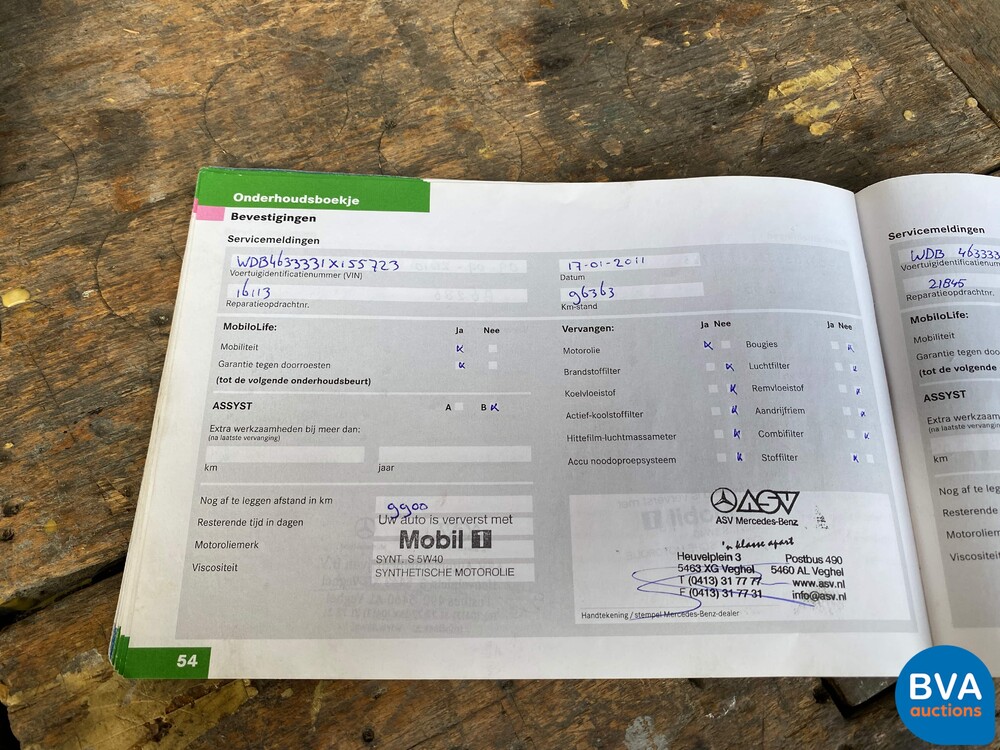 Onderhoudsboekje
Bevestigingen
Servicemeldingen
WDB4633331X155723
Voertuigidentificatienummer (VIN)
17-01-2011
Datum
16113
Reparatieopdrachtnr.
96363
Km-stand
MobiloLife:
Ja Nee
Mobiliteit
Garantie tegen doorroesten
(tot de volgende onderhoudsbeurt)
ASSYST
A B
Extra werkzaamheden bij meer dan:
(na laatste vervanging)
km
jaar
Nog af te leggen afstand in km
9900
Resterende tijd in dagen
Motoroliemerk
Viscositeit
Uw auto is ververst met
Mobil 1
SYNT. S 5W40
SYNTHETISCHE MOTOROLIE
Vervangen:
Ja Nee
Ja Nee
Motorolie
Bougies
Brandstoffilter
Luchtfilter
Koelvloeistof
Remvloeistof
Actief-koolstoffilter
Aandrijfriem
Hittefilm-luchtmassameter
Combifilter
Accu noodoproepsysteem
Stoffilter
ASV
ASV Mercedes-Benz
'n klasse apart
Heuvelplein 3
Postbus 490
5463 XG Veghel
5460 AL Veghel
T (0413) 31 77 77
www.asv.nl
F (0413) 31 77 31
info@asv.nl
Handtekening / stempel Mercedes-Benz-dealer
54
Servicemeldingen
WDB 463333
Voertuigidentificatienum
21845
Reparatieopdrachtnr.
MobiloLife:
Mobiliteit
Garantie tegen doo
(tot de volgende
ASSYST
Extra werkzaam
(na laatste vervangin
km
Nog af te leg
Resterende
Motoroliem
Viscositeit
BVA
auctions